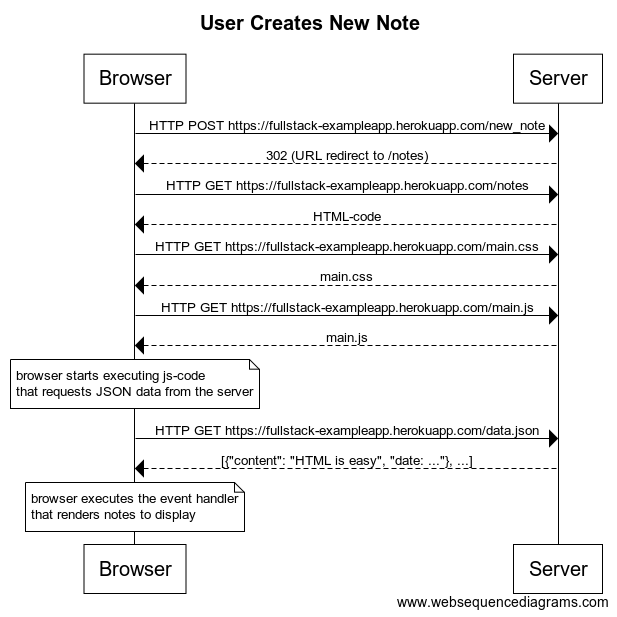 User Creates New Note
Browser
Server
HTTP POST https://fullstack-exampleapp.herokuapp.com/new_note
302 (URL redirect to /notes)
HTTP GET https://fullstack-exampleapp.herokuapp.com/notes
HTML-code
HTTP GET https://fullstack-exampleapp.herokuapp.com/main.css
main.css
HTTP GET https://fullstack-exampleapp.herokuapp.com/main.js
main.js
browser starts executing js-code
that requests JSON data from the server
HTTP GET https://fullstack-exampleapp.herokuapp.com/data.json
[{"content": "HTML is easy", "date: ..."}, ...]
browser executes the event handler
that renders notes to display
Browser
Server
www.websequencediagrams.com